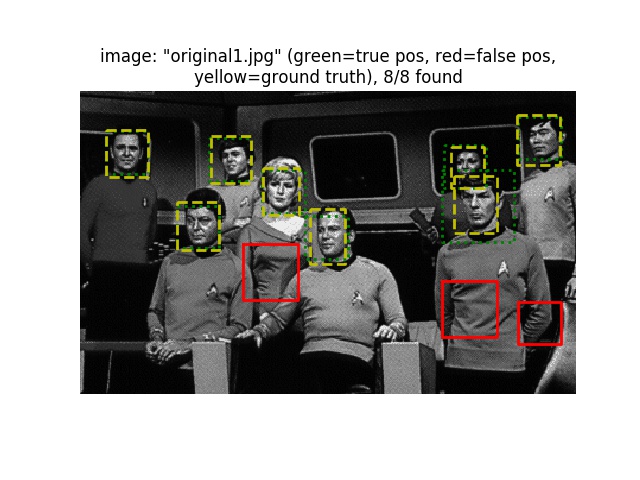 image: "original1.jpg" (green=true pos, red=false pos,
yellow=ground truth), 8/8 found